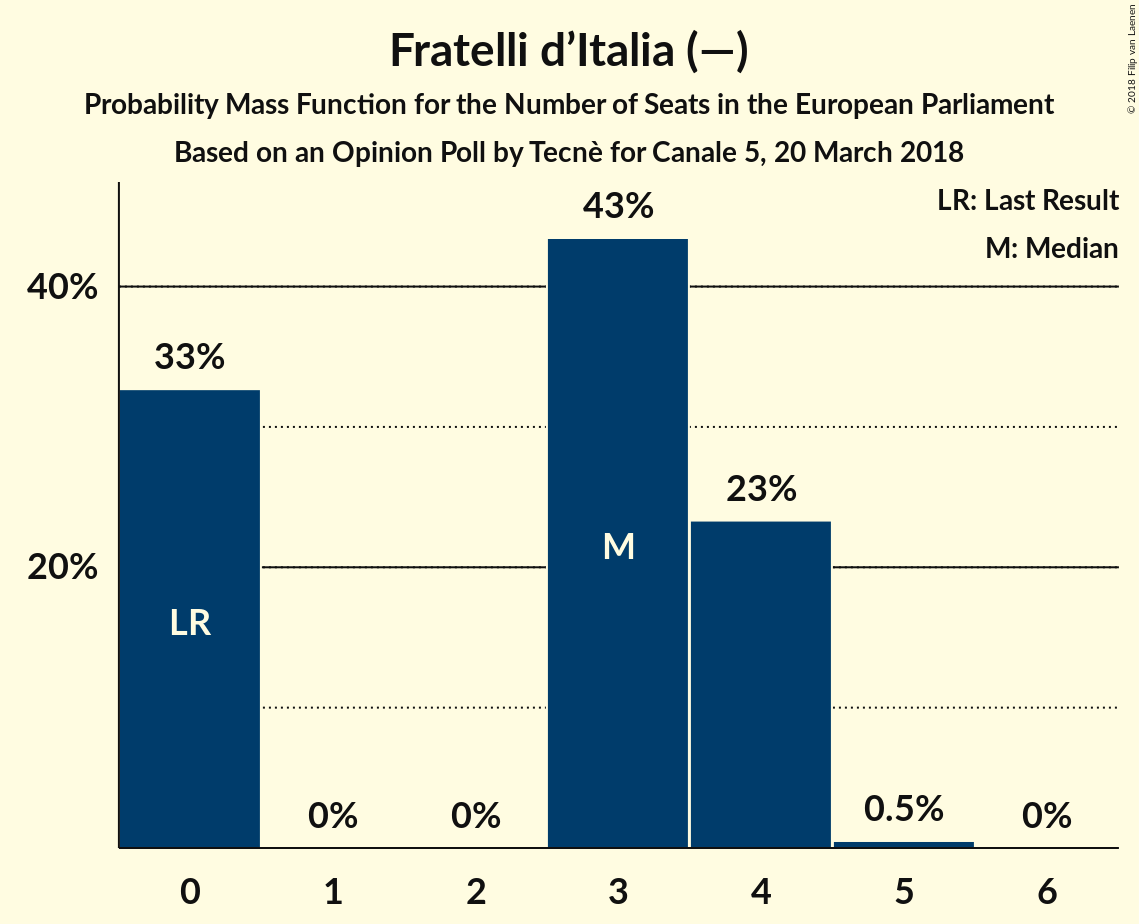 Fratelli d’Italia (—)
Probability Mass Function for the Number of Seats in the European Parliament
Based on an Opinion Poll by Tecnè for Canale 5, 20 March 2018
© 2018 Filip van Laenen
LR: Last Result
M: Median
43%
40%
33%
23%
20%
M
LR
0%
0%
0.5%
0%
0
1
2
3
4
5
6